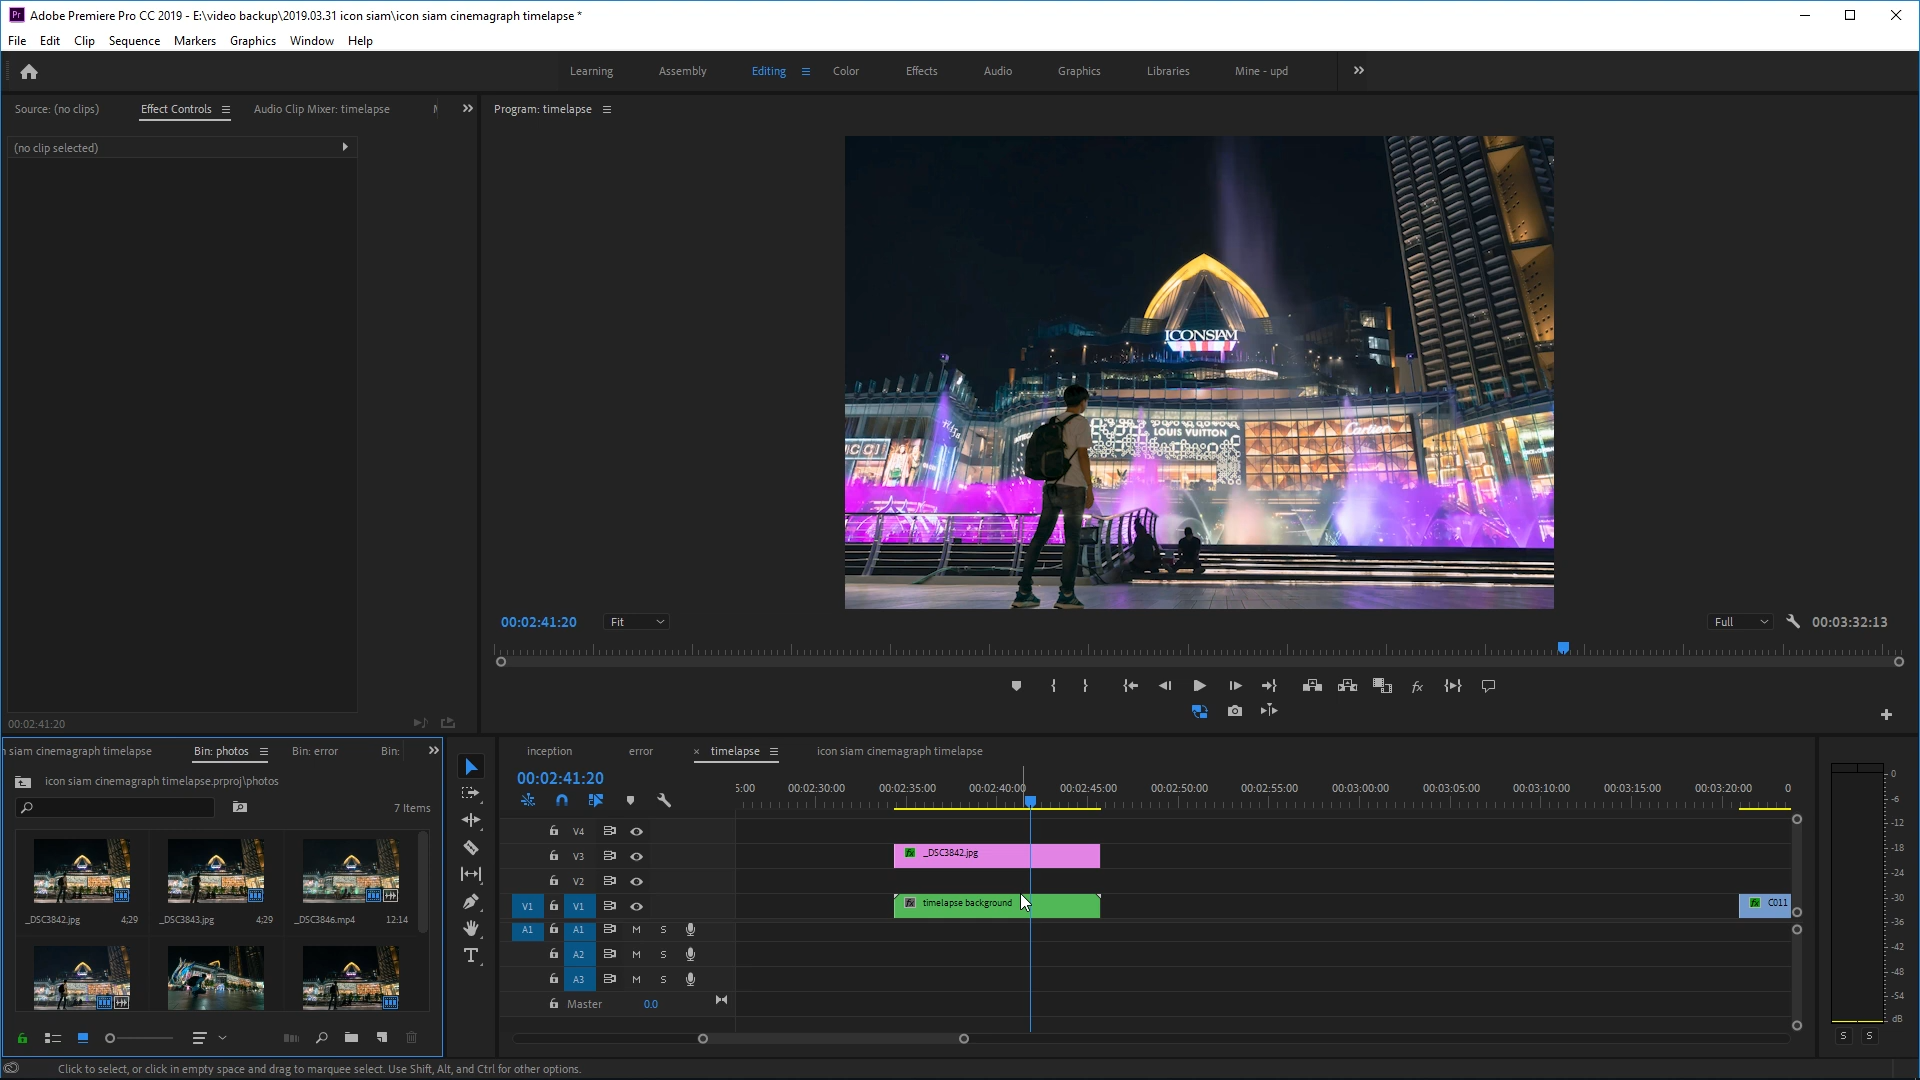 Pr Adobe Premiere Pro CC 2019 - E:\video backup\2019.03.31 icon siam\icon siam cinemagraph timelapse *
File Edit Clip Sequence Markers Graphics Window Help
Learning Assembly Editing Color Effects Audio Graphics Libraries Mine - upd
Source: (no clips) Effect Controls Audio Clip Mixer: timelapse
Program: timelapse
(no clip selected)
ICONSIAM
LOUIS VUITTON
Cartier
00:02:41:20 Fit Full 00:03:32:13
00:02:41:20
siam cinemagraph timelapse Bin: photos Bin: error Bin:
inception error × timelapse icon siam cinemagraph timelapse
icon siam cinemagraph timelapse.prproj\photos
7 Items
00:02:41:20
5:00 00:02:30:00 00:02:35:00 00:02:40:00 00:02:45:00 00:02:50:00 00:02:55:00 00:03:00:00 00:03:05:00 00:03:10:00 00:03:15:00 00:03:20:00 0
V4
V3 fx _DSC3842.jpg
V2
V1 V1 fx timelapse background fx C011
A1 A1 M S
A2 M S
A3 M S
Master 0.0
_DSC3842.jpg 4;29 _DSC3843.jpg 4;29 _DSC3846.mp4 12:14
0
-6
-12
-18
-24
-30
-36
-42
-48
-54
dB
S S
Click to select, or click in empty space and drag to marquee select. Use Shift, Alt, and Ctrl for other options.